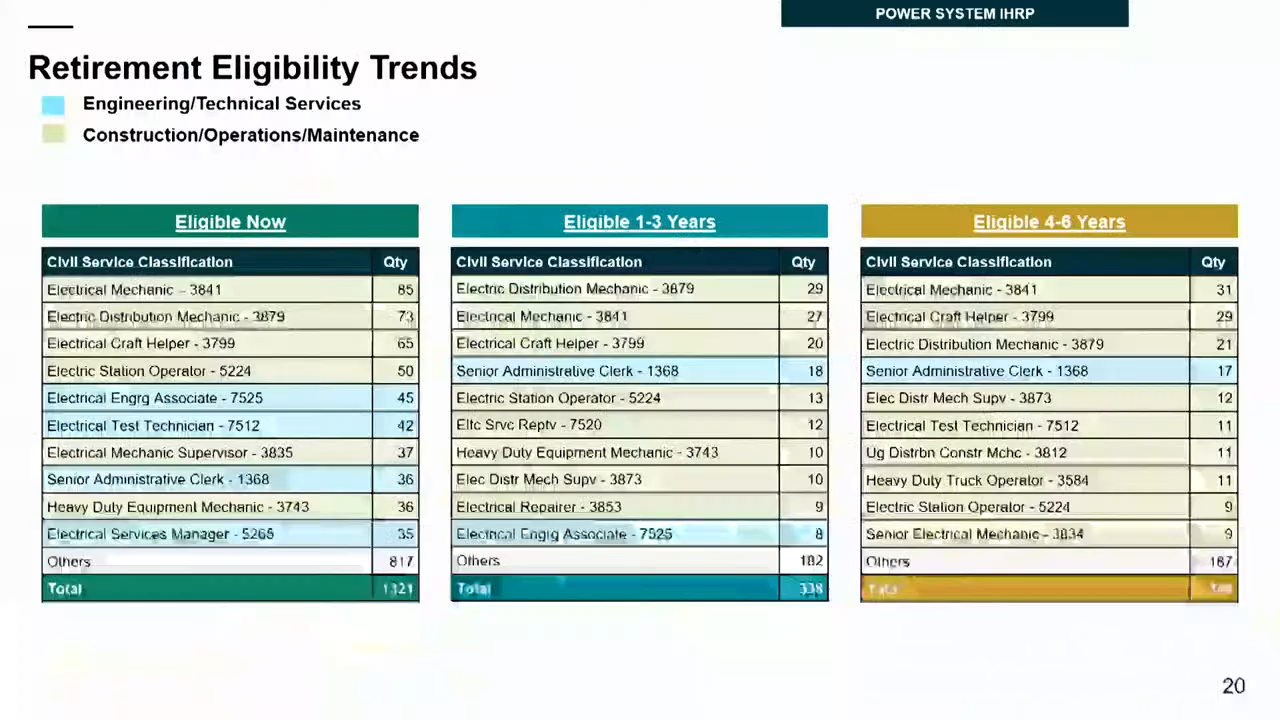 POWER SYSTEM IHRP
Retirement Eligibility Trends
Engineering/Technical Services
Construction/Operations/Maintenance
Eligible Now
Civil Service Classification Qty
Electrical Mechanic – 3841 85
Electric Distribution Mechanic - 3879 73
Electrical Craft Helper - 3799 65
Electric Station Operator - 5224 50
Electrical Engrg Associate - 7525 45
Electrical Test Technician - 7512 42
Electrical Mechanic Supervisor - 3835 37
Senior Administrative Clerk - 1368 36
Heavy Duty Equipment Mechanic - 3743 36
Electrical Services Manager - 5265 35
Others 817
Total 1321
Eligible 1-3 Years
Civil Service Classification Qty
Electric Distribution Mechanic - 3879 29
Electrical Mechanic - 3841 27
Electrical Craft Helper - 3799 20
Senior Administrative Clerk - 1368 18
Electric Station Operator - 5224 13
Eltc Srvc Reptv - 7520 12
Heavy Duty Equipment Mechanic - 3743 10
Elec Distr Mech Supv - 3873 10
Electrical Repairer - 3853 9
Electrical Engrg Associate - 7525 8
Others 182
Total 338
Eligible 4-6 Years
Civil Service Classification Qty
Electrical Mechanic - 3841 31
Electrical Craft Helper - 3799 29
Electric Distribution Mechanic - 3879 21
Senior Administrative Clerk - 1368 17
Elec Distr Mech Supv - 3873 12
Electrical Test Technician - 7512 11
Ug Distrbn Constr Mchc - 3812 11
Heavy Duty Truck Operator - 3584 11
Electric Station Operator - 5224 9
Senior Electrical Mechanic - 3834 9
Others 187
Total
20